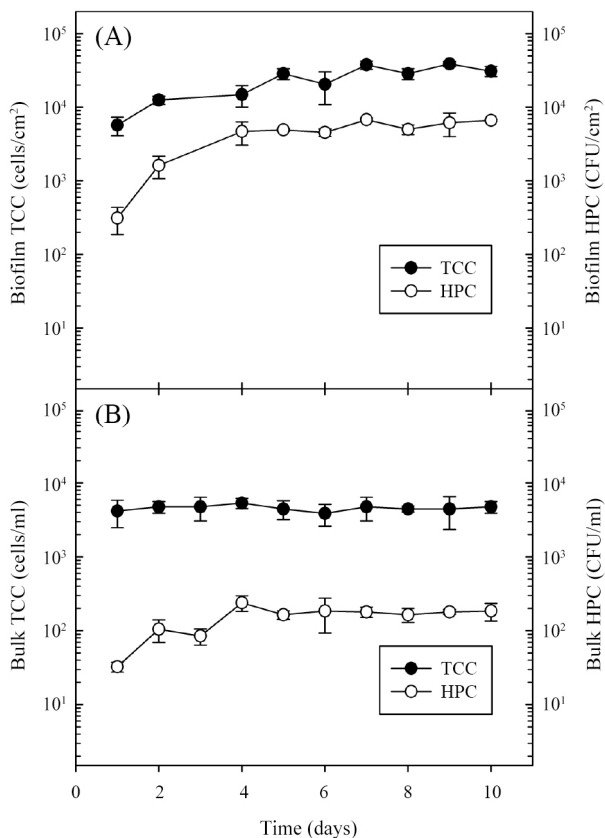 (A)
10⁵
10⁴
10³
10²
10¹
Biofilm TCC (cells/cm²)
10⁵
10⁴
10³
10²
10¹
Biofilm HPC (CFU/cm²)
TCC
HPC
(B)
10⁵
10⁴
10³
10²
10¹
Bulk TCC (cells/ml)
10⁵
10⁴
10³
10²
10¹
Bulk HPC (CFU/ml)
TCC
HPC
0 2 4 6 8 10
Time (days)